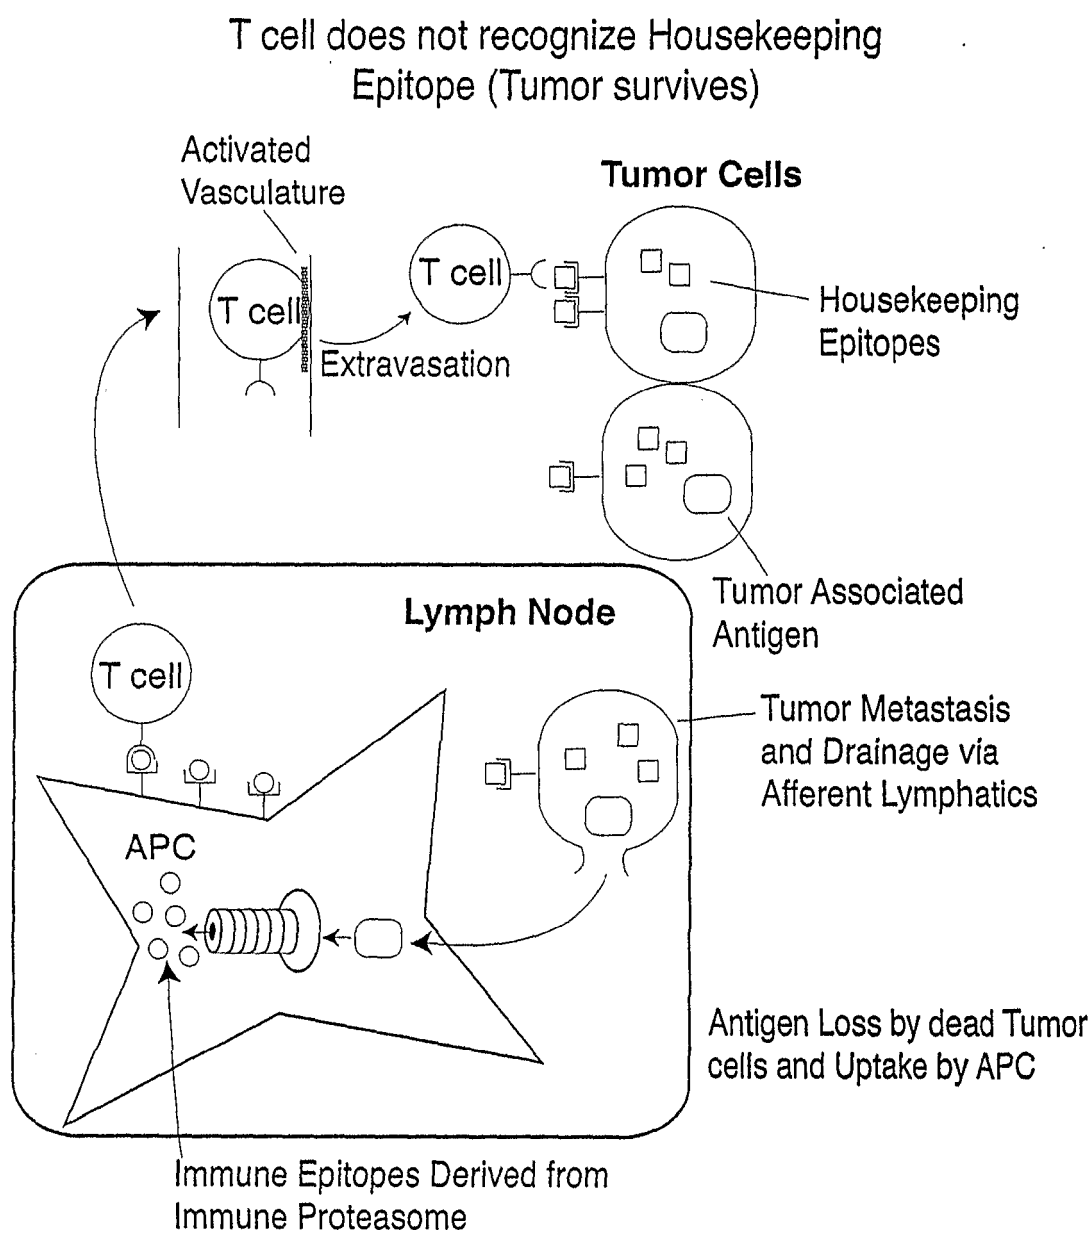 T cell does not recognize Housekeeping
Epitope (Tumor survives)
Activated
Vasculature
Tumor Cells
T cell
T cell
Extravasation
Housekeeping
Epitopes
Tumor Associated
Antigen
Lymph Node
T cell
Tumor Metastasis
and Drainage via
Afferent Lymphatics
APC
Antigen Loss by dead Tumor
cells and Uptake by APC
Immune Epitopes Derived from
Immune Proteasome